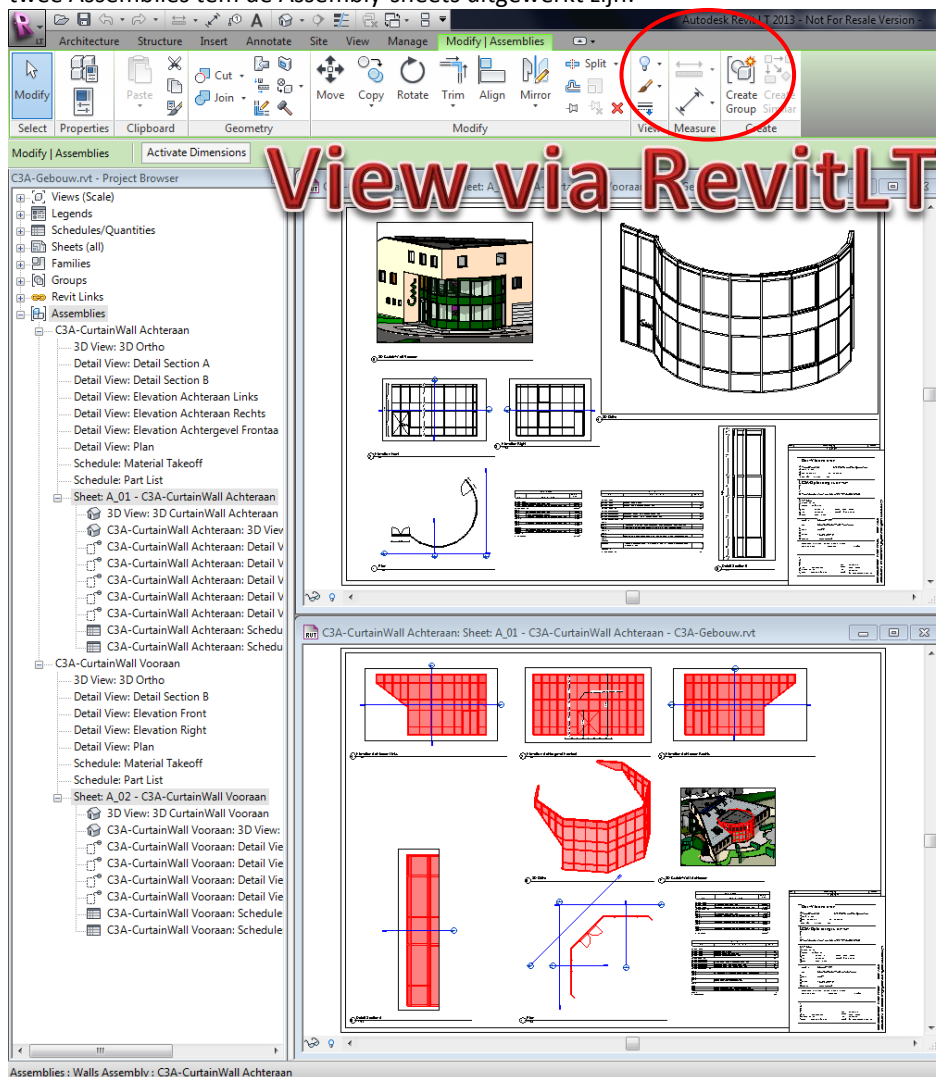 twee Assemblies tem de Assembly-sheets uitgewerkt zijn.
Autodesk Revit LT 2013 - Not For Resale Version -
LT
Architecture Structure Insert Annotate Site View Manage Modify | Assemblies
Modify
Paste
Cut
Join
Move Copy Rotate Trim Align Mirror
Split
Create Group
Create Similar
Select Properties Clipboard Geometry Modify View Measure Create
Modify | Assemblies Activate Dimensions
View via RevitLT
C3A-Gebouw.rvt - Project Browser
Views (Scale)
Legends
Schedules/Quantities
Sheets (all)
Families
Groups
Revit Links
Assemblies
C3A-CurtainWall Achteraan
3D View: 3D Ortho
Detail View: Detail Section A
Detail View: Detail Section B
Detail View: Elevation Achteraan Links
Detail View: Elevation Achteraan Rechts
Detail View: Elevation Achtergevel Frontaa
Detail View: Plan
Schedule: Material Takeoff
Schedule: Part List
Sheet: A_01 - C3A-CurtainWall Achteraan
3D View: 3D CurtainWall Achteraan
C3A-CurtainWall Achteraan: 3D View
C3A-CurtainWall Achteraan: Detail V
C3A-CurtainWall Achteraan: Detail V
C3A-CurtainWall Achteraan: Detail V
C3A-CurtainWall Achteraan: Detail V
C3A-CurtainWall Achteraan: Schedu
C3A-CurtainWall Achteraan: Schedu
C3A-CurtainWall Vooraan
3D View: 3D Ortho
Detail View: Detail Section B
Detail View: Elevation Front
Detail View: Elevation Right
Detail View: Plan
Schedule: Material Takeoff
Schedule: Part List
Sheet: A_02 - C3A-CurtainWall Vooraan
3D View: 3D CurtainWall Vooraan
C3A-CurtainWall Vooraan: 3D View:
C3A-CurtainWall Vooraan: Detail Vie
C3A-CurtainWall Vooraan: Detail Vie
C3A-CurtainWall Vooraan: Detail Vie
C3A-CurtainWall Vooraan: Detail Vie
C3A-CurtainWall Vooraan: Schedule
C3A-CurtainWall Vooraan: Schedule
C3A-CurtainWall Achteraan: Sheet: A_01 - C3A-CurtainWall Achteraan - C3A-Gebouw.rvt
Assemblies : Walls Assembly : C3A-CurtainWall Achteraan